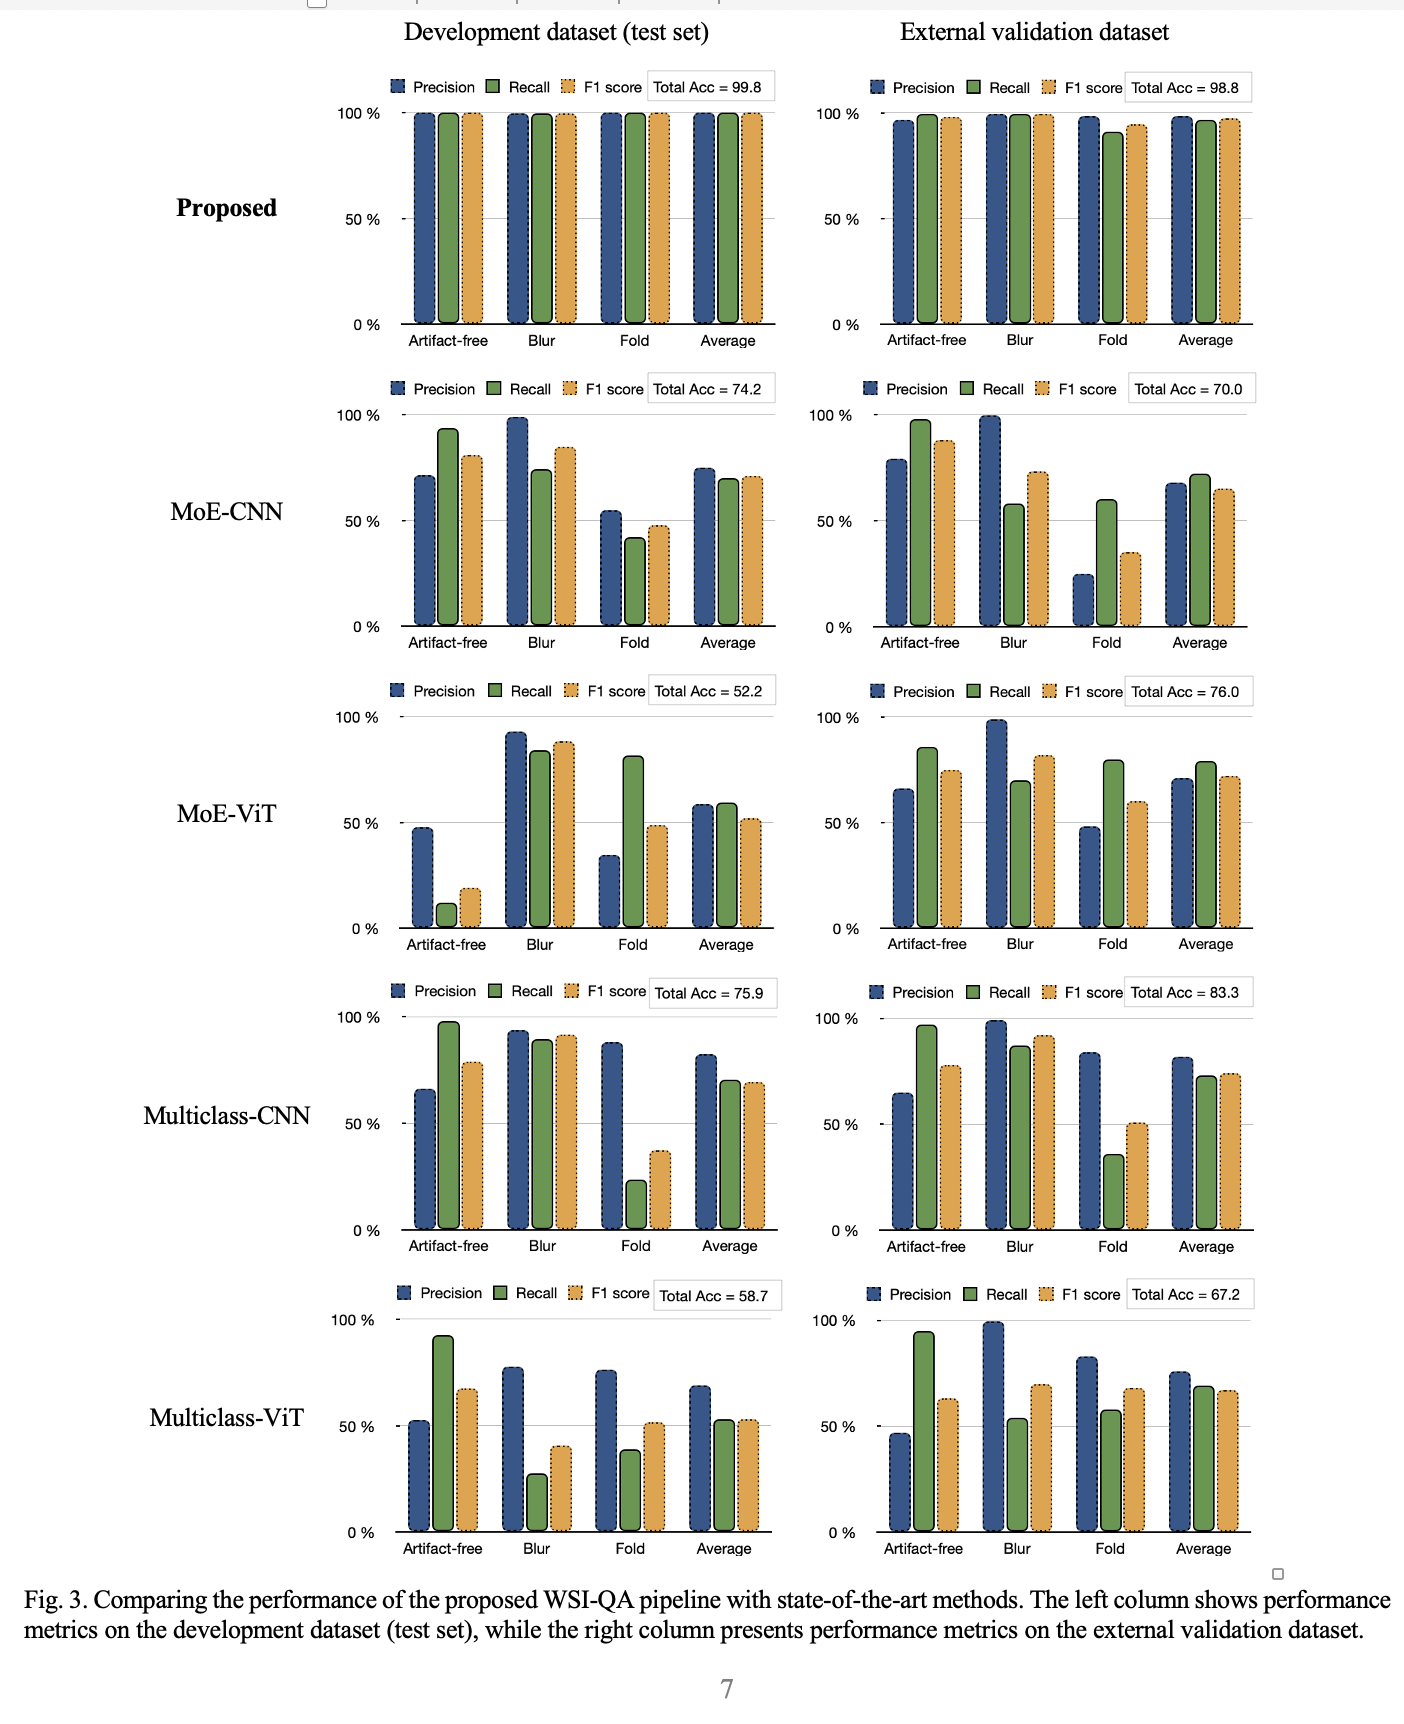 Development dataset (test set)
External validation dataset
Proposed
Precision Recall F1 score Total Acc = 99.8
100 %
50 %
0 %
Artifact-free Blur Fold Average
Precision Recall F1 score Total Acc = 98.8
100 %
50 %
0 %
Artifact-free Blur Fold Average
MoE-CNN
Precision Recall F1 score Total Acc = 74.2
100 %
50 %
0 %
Artifact-free Blur Fold Average
Precision Recall F1 score Total Acc = 70.0
100 %
50 %
0 %
Artifact-free Blur Fold Average
MoE-ViT
Precision Recall F1 score Total Acc = 52.2
100 %
50 %
0 %
Artifact-free Blur Fold Average
Precision Recall F1 score Total Acc = 76.0
100 %
50 %
0 %
Artifact-free Blur Fold Average
Multiclass-CNN
Precision Recall F1 score Total Acc = 75.9
100 %
50 %
0 %
Artifact-free Blur Fold Average
Precision Recall F1 score Total Acc = 83.3
100 %
50 %
0 %
Artifact-free Blur Fold Average
Multiclass-ViT
Precision Recall F1 score Total Acc = 58.7
100 %
50 %
0 %
Artifact-free Blur Fold Average
Precision Recall F1 score Total Acc = 67.2
100 %
50 %
0 %
Artifact-free Blur Fold Average
Fig. 3. Comparing the performance of the proposed WSI-QA pipeline with state-of-the-art methods. The left column shows performance
metrics on the development dataset (test set), while the right column presents performance metrics on the external validation dataset.
7